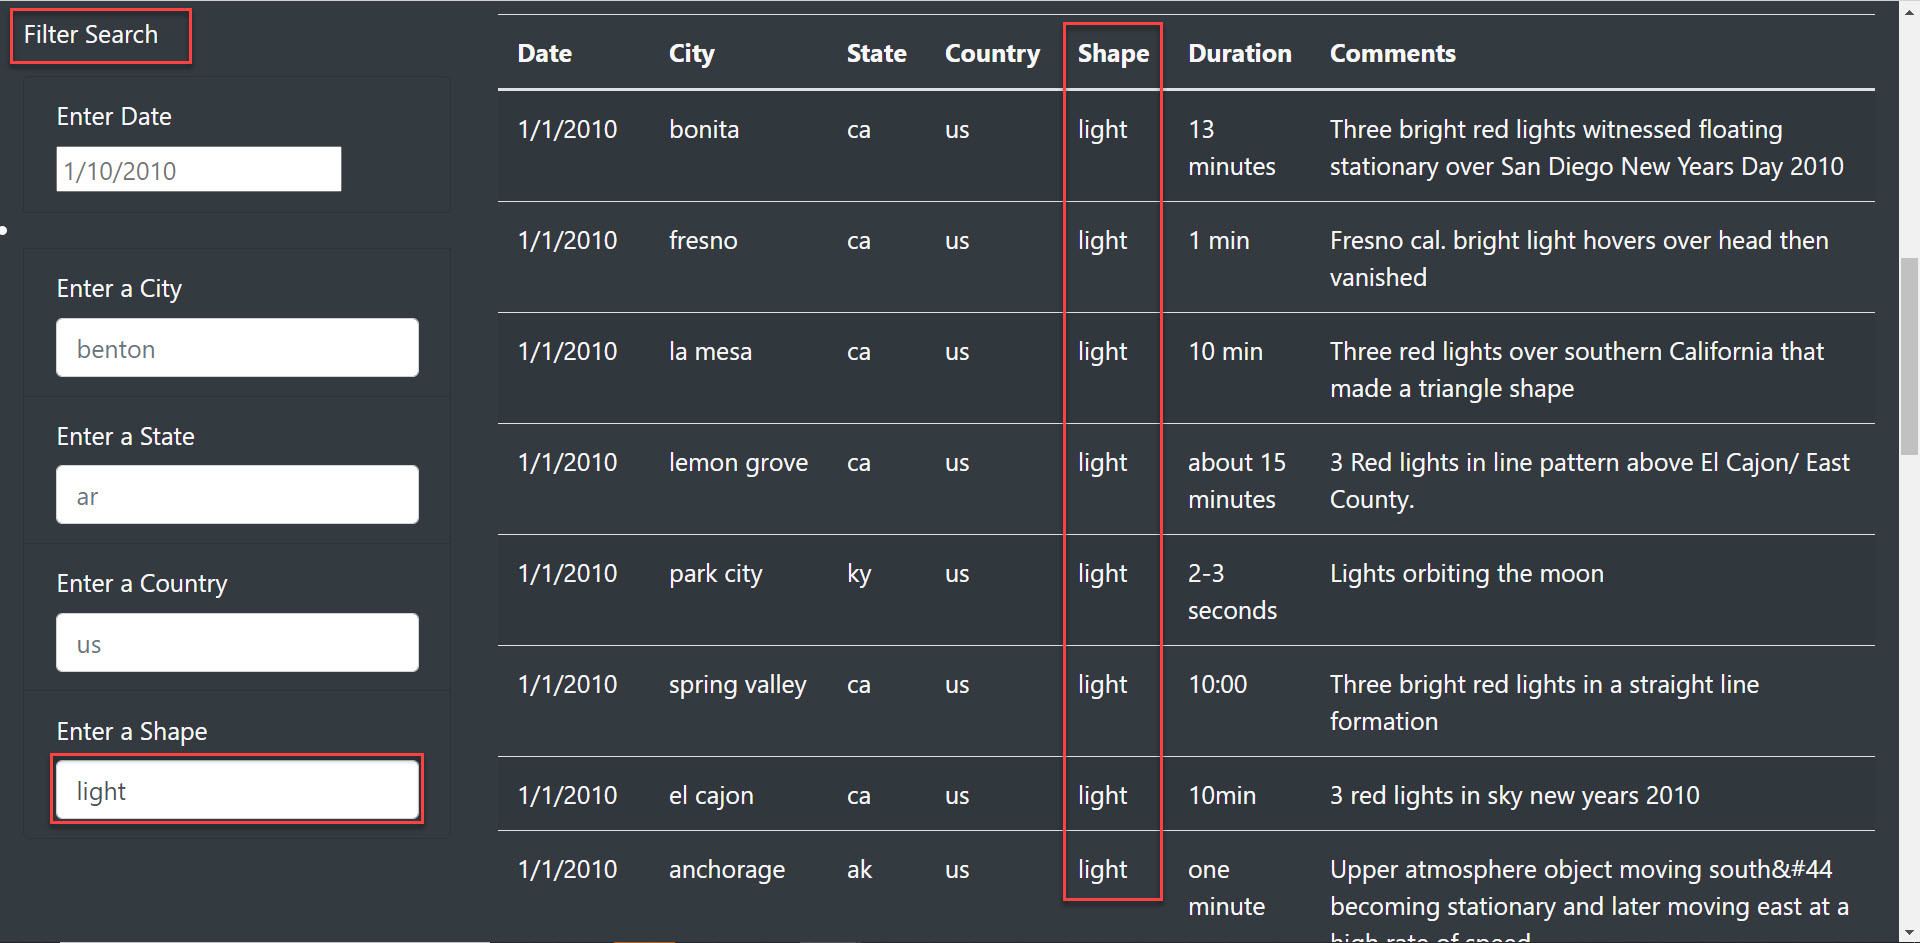 Filter Search
Enter Date
1/10/2010
Enter a City
benton
Enter a State
ar
Enter a Country
us
Enter a Shape
light
Date City State Country Shape Duration Comments
1/1/2010 bonita ca us light 13 Three bright red lights witnessed floating
minutes stationary over San Diego New Years Day 2010
1/1/2010 fresno ca us light 1 min Fresno cal. bright light hovers over head then
vanished
1/1/2010 la mesa ca us light 10 min Three red lights over southern California that
made a triangle shape
1/1/2010 lemon grove ca us light about 15 3 Red lights in line pattern above El Cajon/ East
minutes County.
1/1/2010 park city ky us light 2-3 Lights orbiting the moon
seconds
1/1/2010 spring valley ca us light 10:00 Three bright red lights in a straight line
formation
1/1/2010 el cajon ca us light 10min 3 red lights in sky new years 2010
1/1/2010 anchorage ak us light one Upper atmosphere object moving south&#44
minute becoming stationary and later moving east at a
high rate of speed